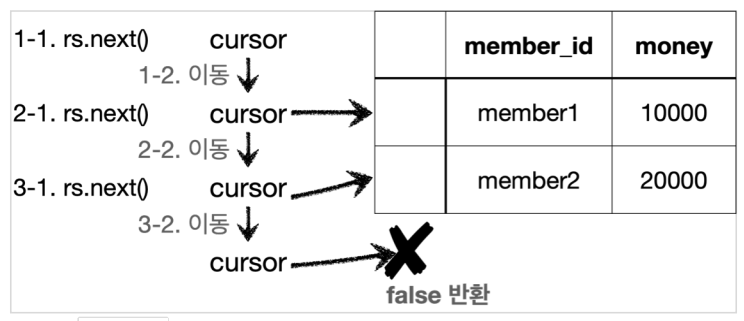 1-1. rs.next() cursor
member_id money
1-2. 이동
2-1. rs.next() cursor
member1 10000
2-2. 이동
3-1. rs.next() cursor
member2 20000
3-2. 이동
cursor
false 반환